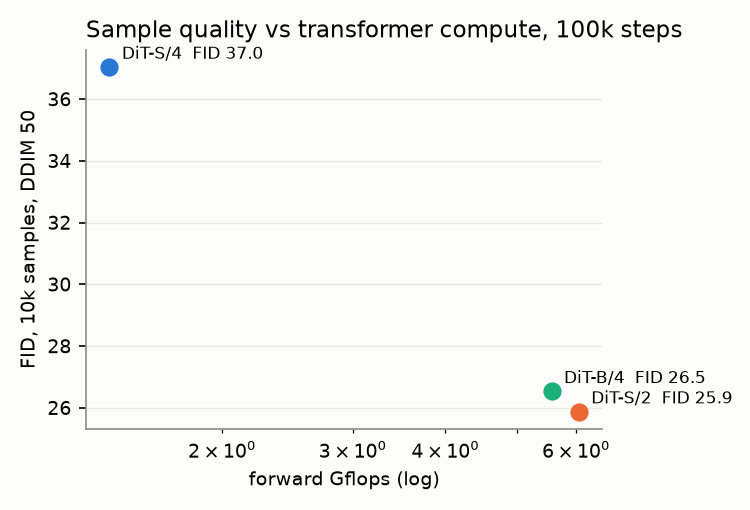 Sample quality vs transformer compute, 100k steps
DiT-S/4  FID 37.0
FID, 10k samples, DDIM 50
36
34
32
30
28
26
DiT-B/4  FID 26.5
DiT-S/2  FID 25.9
2 × 10⁰
3 × 10⁰
4 × 10⁰
6 × 10⁰
forward Gflops (log)